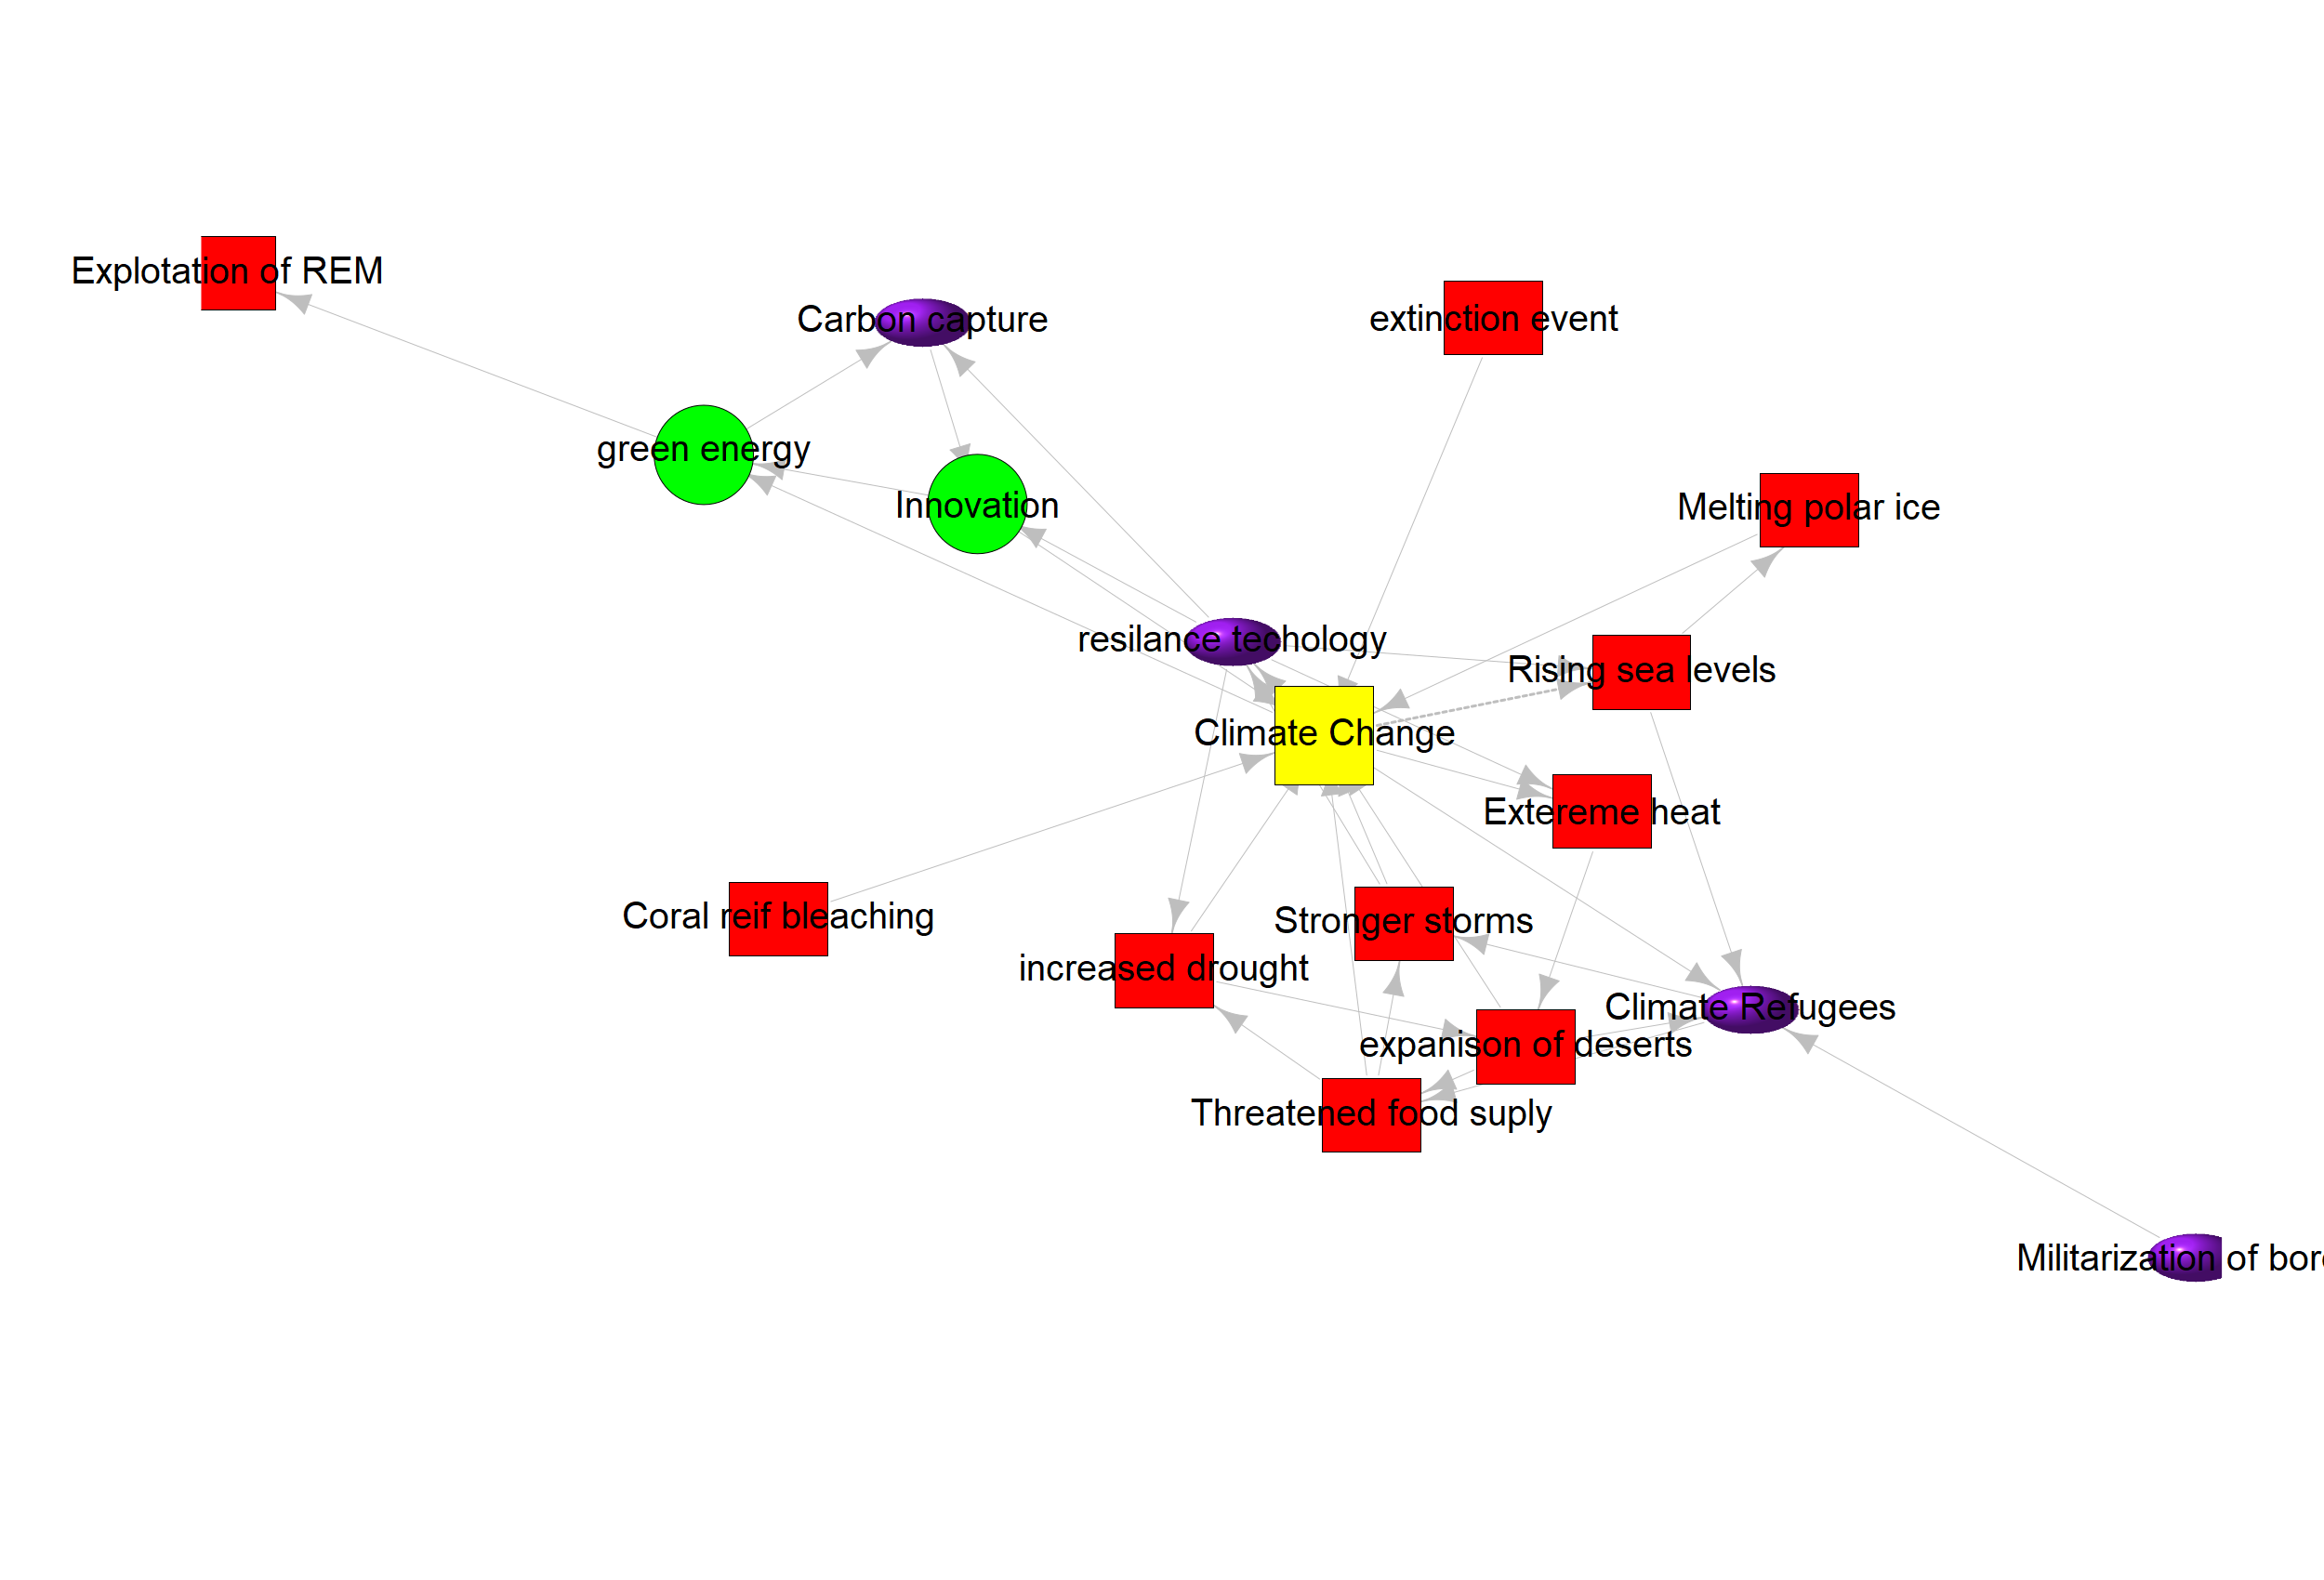 Explotation of REM
Carbon capture
extinction event
green energy
Innovation
Melting polar ice
resilance techology
Rising sea levels
Climate Change
Extereme heat
Coral reif bleaching
Stronger storms
increased drought
Climate Refugees
expanison of deserts
Threatened food suply
Militarization of bor